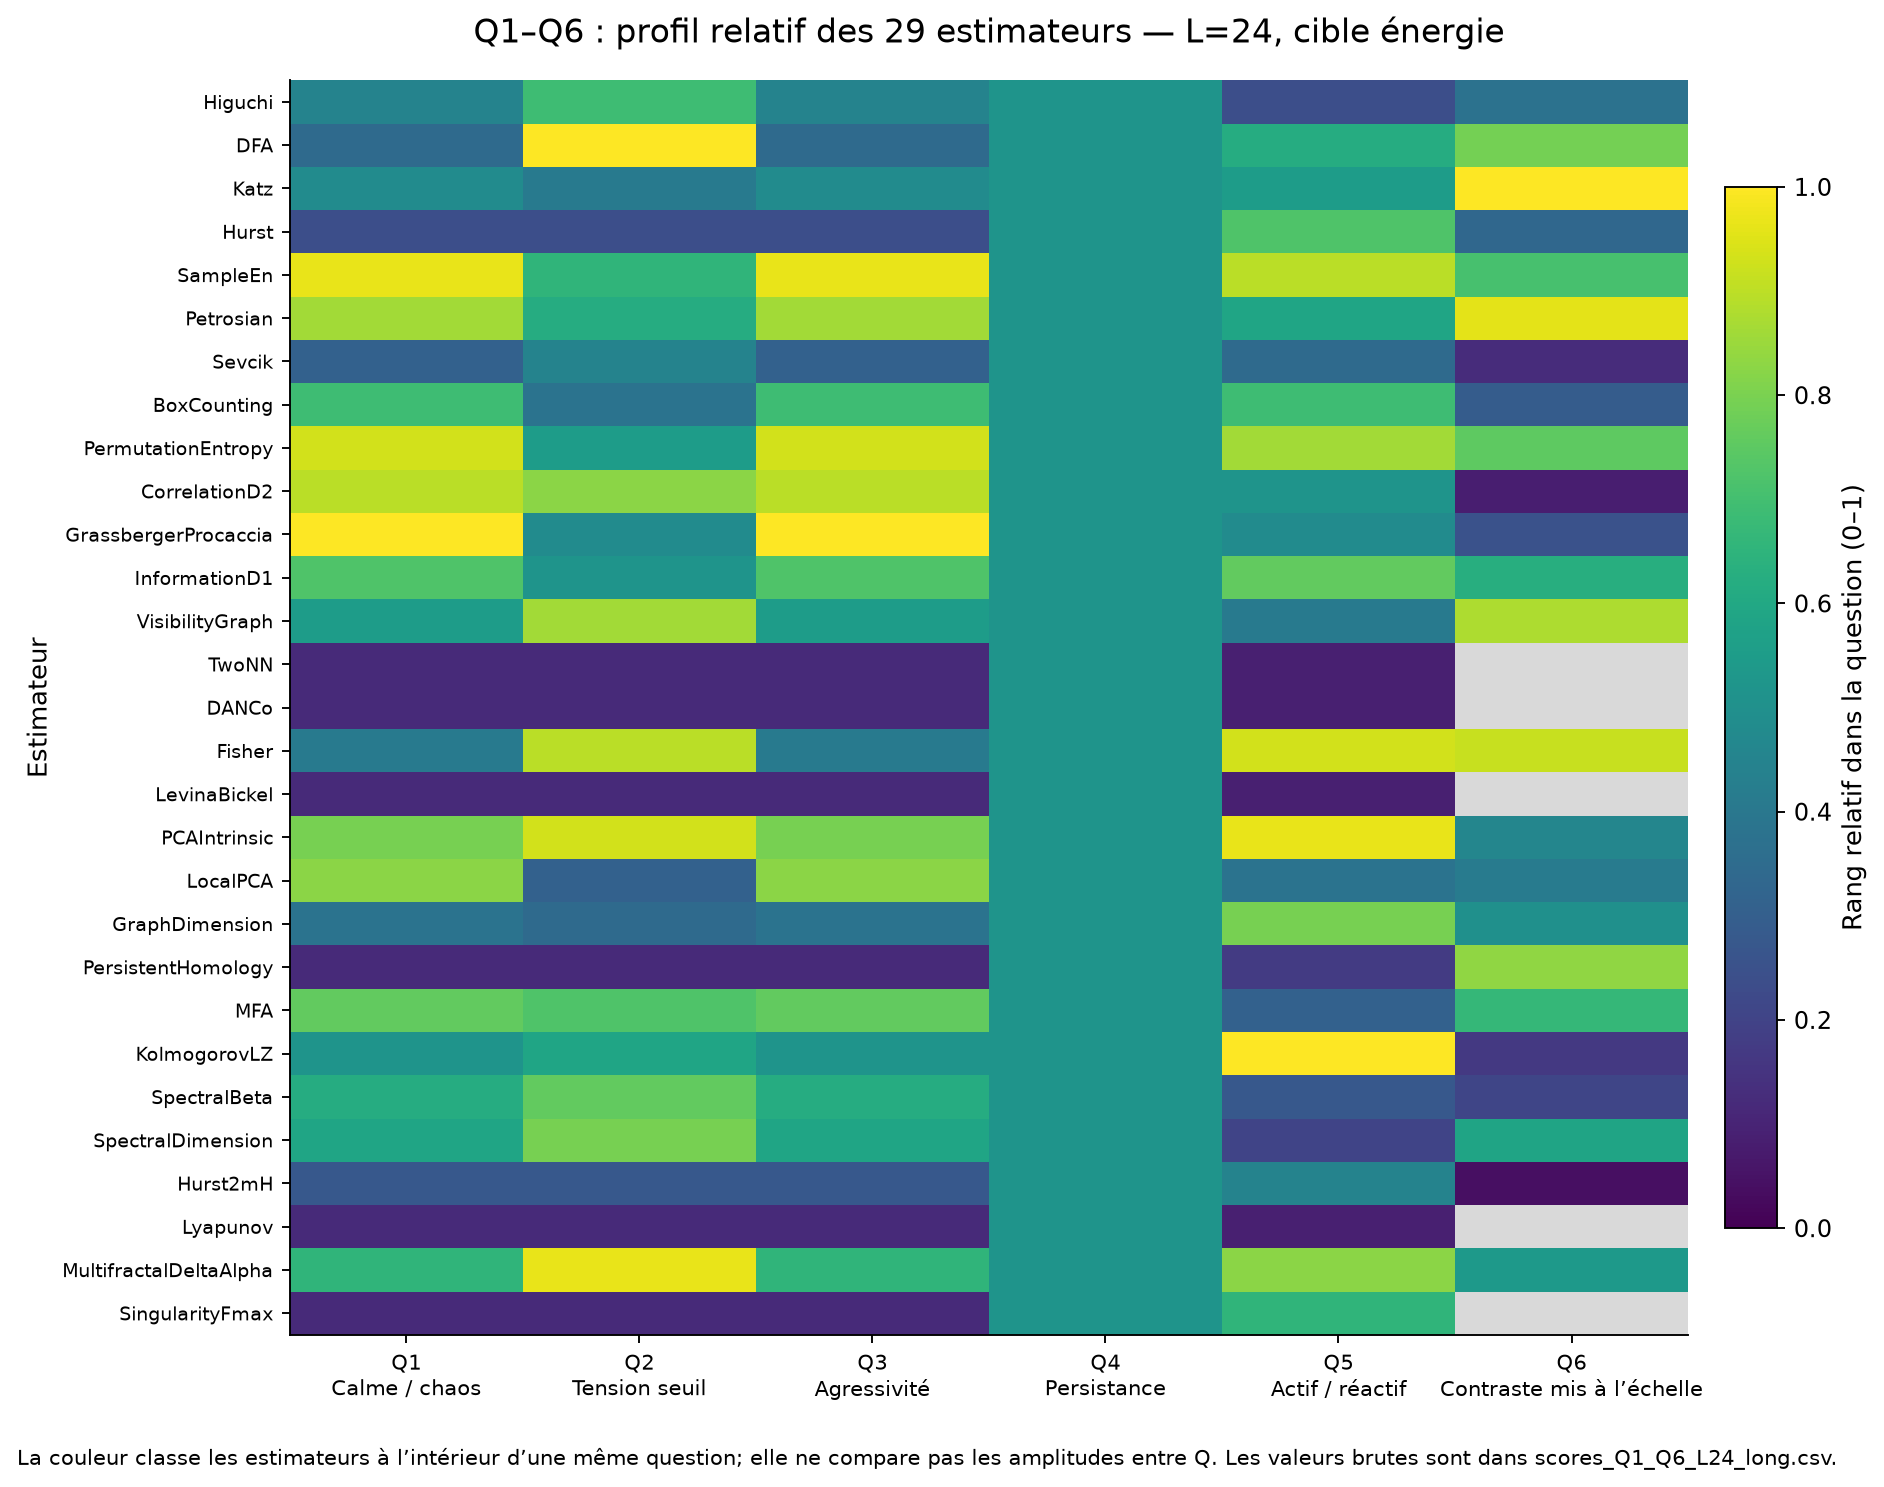 Q1–Q6 : profil relatif des 29 estimateurs — L=24, cible énergie
Estimateur
Higuchi
DFA
Katz
Hurst
SampleEn
Petrosian
Sevcik
BoxCounting
PermutationEntropy
CorrelationD2
GrassbergerProcaccia
InformationD1
VisibilityGraph
TwoNN
DANCo
Fisher
LevinaBickel
PCAIntrinsic
LocalPCA
GraphDimension
PersistentHomology
MFA
KolmogorovLZ
SpectralBeta
SpectralDimension
Hurst2mH
Lyapunov
MultifractalDeltaAlpha
SingularityFmax
Q1
Calme / chaos
Q2
Tension seuil
Q3
Agressivité
Q4
Persistance
Q5
Actif / réactif
Q6
Contraste mis à l’échelle
1.0
0.8
0.6
0.4
0.2
0.0
Rang relatif dans la question (0–1)
La couleur classe les estimateurs à l’intérieur d’une même question; elle ne compare pas les amplitudes entre Q. Les valeurs brutes sont dans scores_Q1_Q6_L24_long.csv.